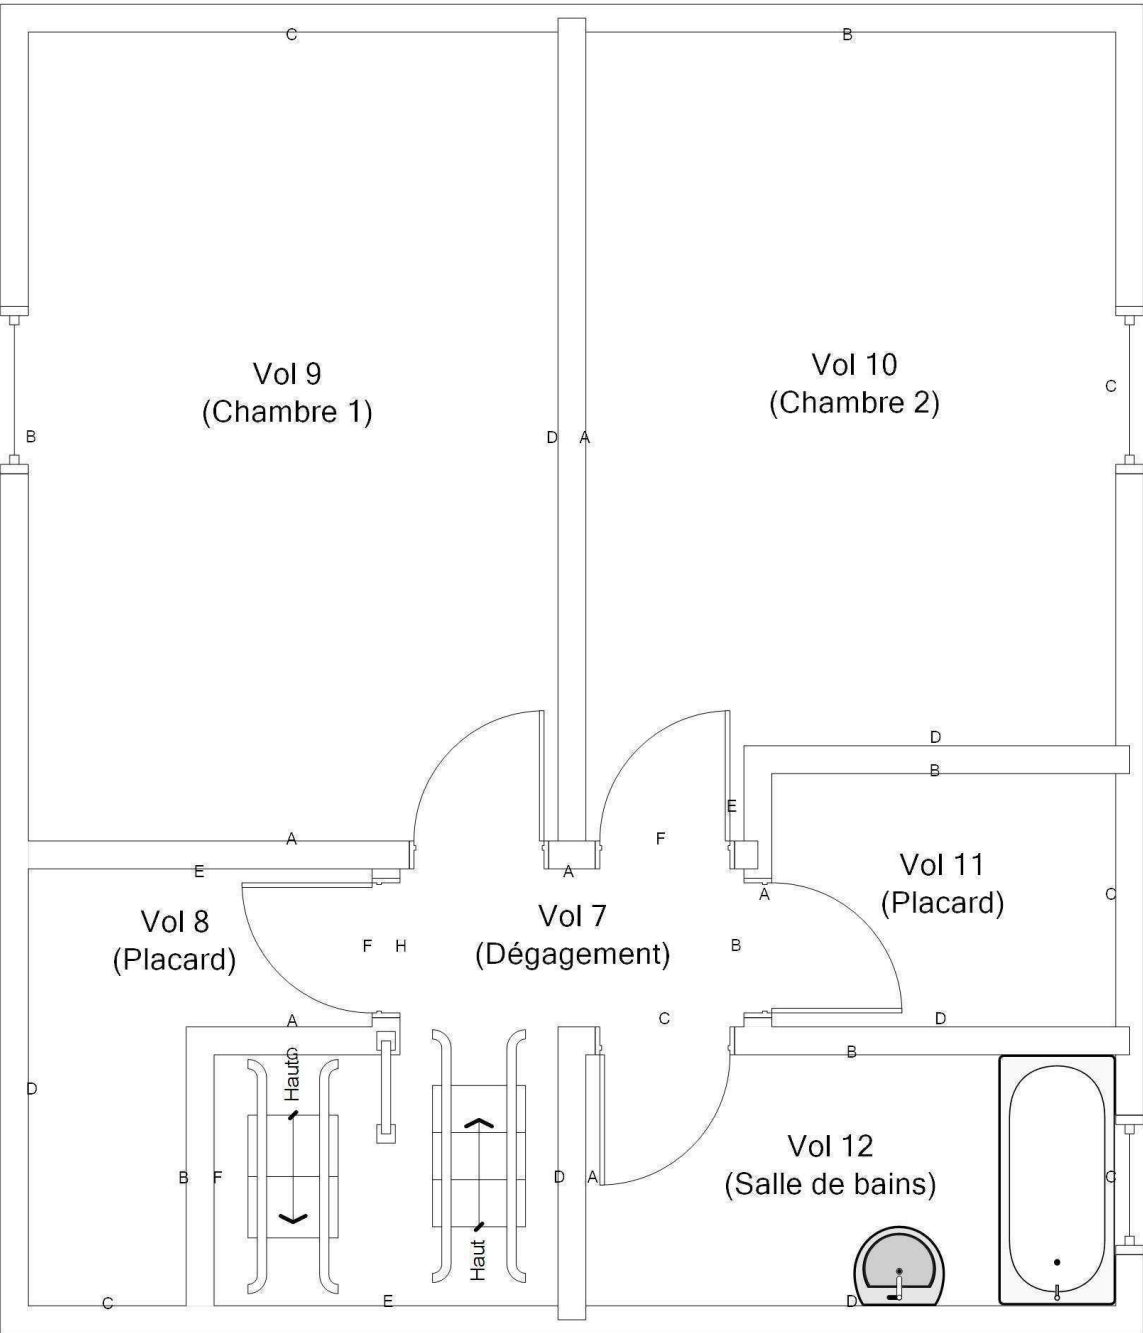 C
B
Vol 9
(Chambre 1)
Vol 10
(Chambre 2)
C
B
D
A
D
B
E
A
F
E
A
Vol 11
(Placard)
A
C
Vol 8
(Placard)
F
H
Vol 7
(Dégagement)
B
A
C
D
G
B
Haut
D
Vol 12
(Salle de bains)
B
F
D
A
C
Haut
C
E
D